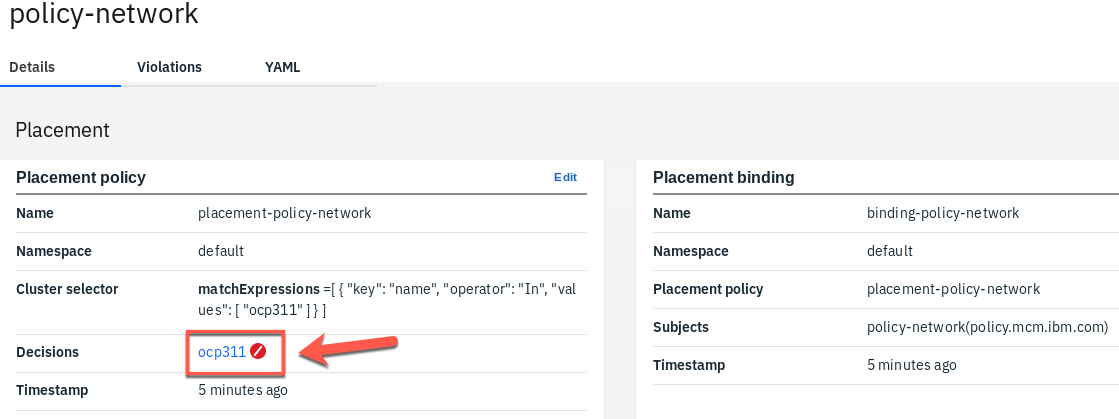 policy-network
Details Violations YAML
Placement
Placement policy Edit
Name placement-policy-network
Namespace default
Cluster selector matchExpressions =[ { "key": "name", "operator": "In", "val
ues": [ "ocp311" ] } ]
Decisions ocp311
Timestamp 5 minutes ago
Placement binding
Name binding-policy-network
Namespace default
Placement policy placement-policy-network
Subjects policy-network(policy.mcm.ibm.com)
Timestamp 5 minutes ago